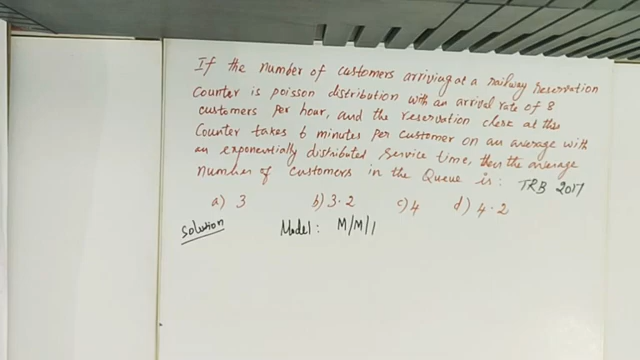 If the number of customers arriving at a railway reservation
counter is poisson distribution with an arrival rate of 8
customers per hour, and the reservation clerk at the
counter takes 6 minutes per customer on an average with
an exponentially distributed service time, then the average
number of customers in the Queue is: TRB 2017
a) 3 b) 3.2 c) 4 d) 4.2
Solution Model: M/M/1